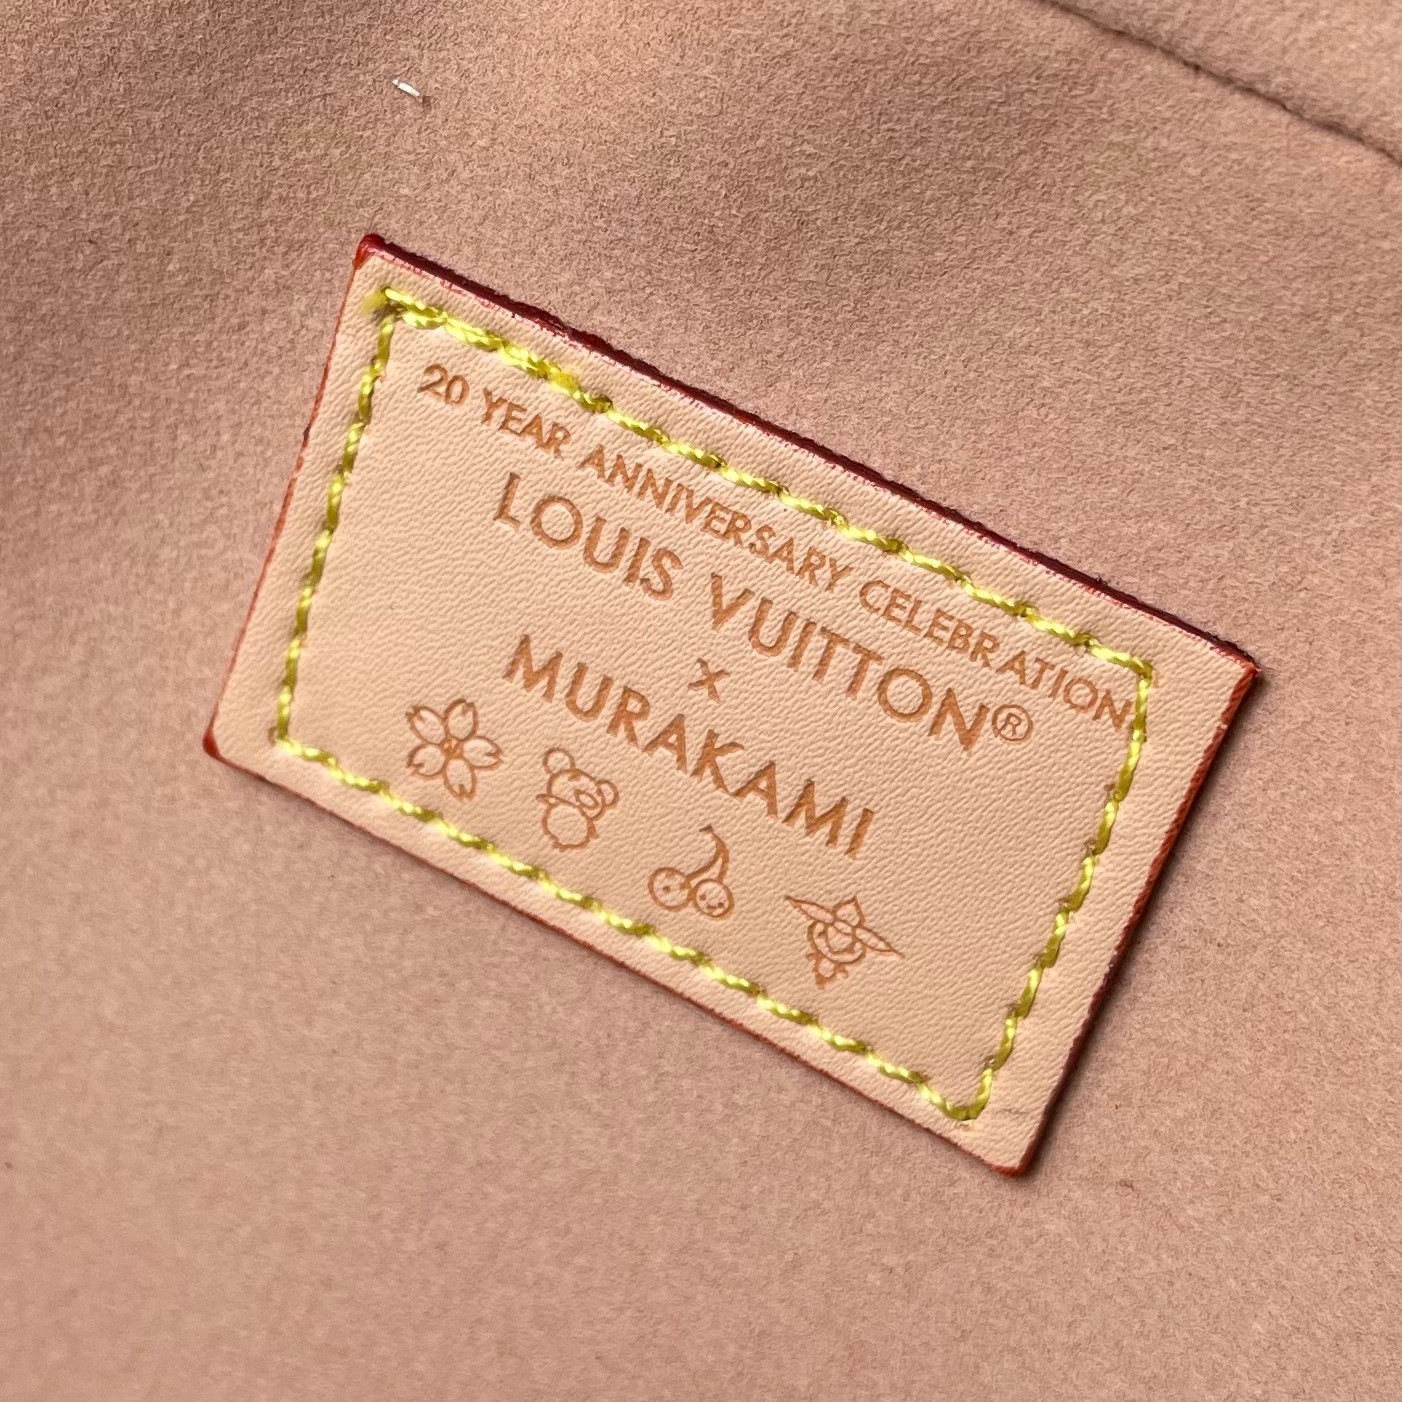 20 YEAR ANNIVERSARY CELEBRATION
LOUIS VUITTON®
x
MURAKAMI